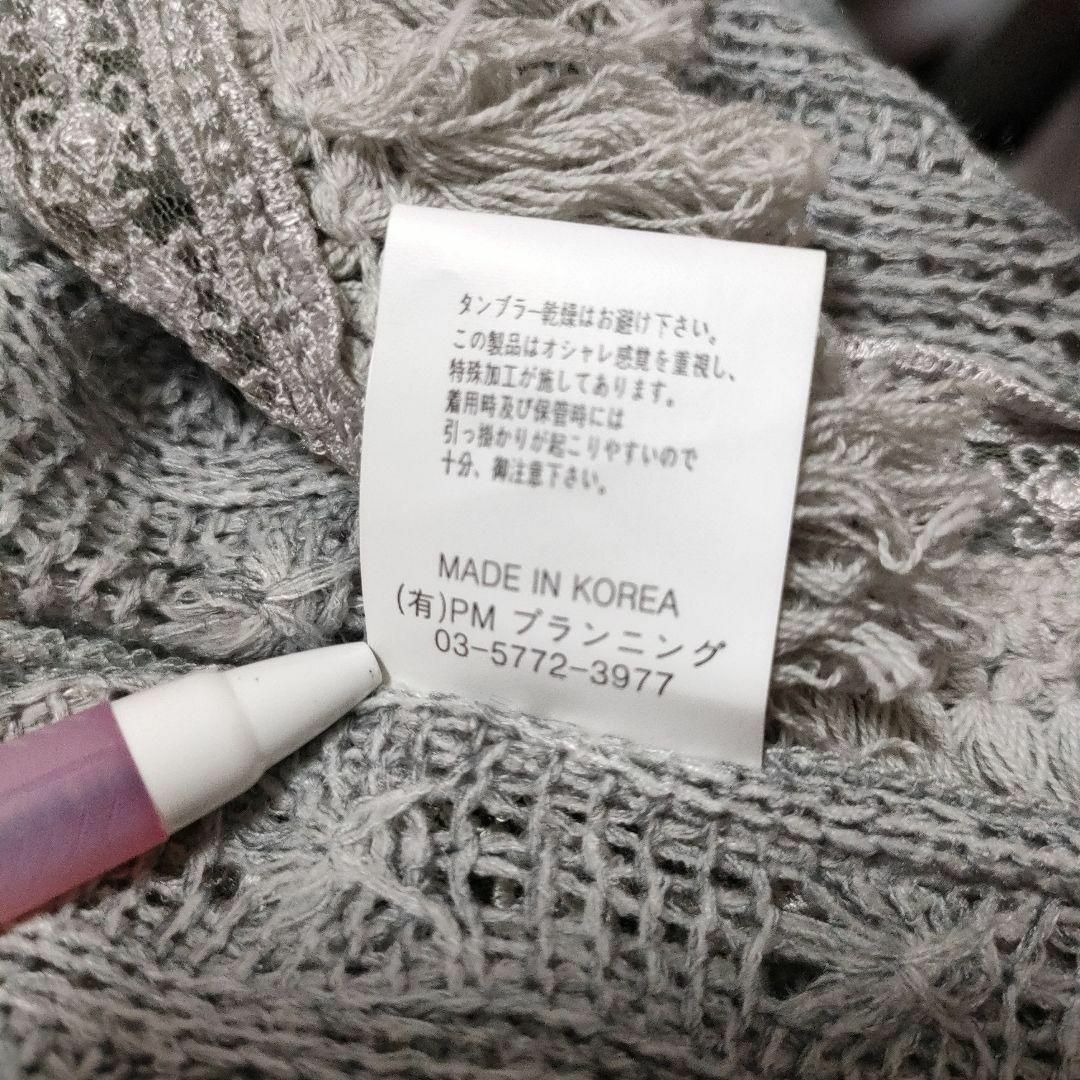 タンブラー乾燥はお避け下さい。
この製品はオシャレ感覚を重視し、
特殊加工が施してあります。
着用時及び保管時には
引っ掛かりが起こりやすいので
十分、御注意下さい。
MADE IN KOREA
(有)PM プランニング
03-5772-3977